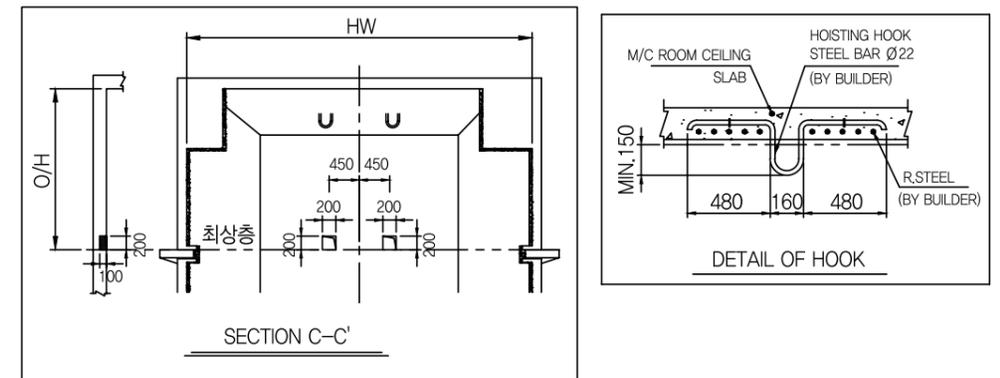 HW
O/H
450 450
200 200
최상층
200
200
200
100
SECTION C-C'
HOISTING HOOK
M/C ROOM CEILING
STEEL BAR Ø22
SLAB
(BY BUILDER)
MIN.150
R.STEEL
480 160 480
(BY BUILDER)
DETAIL OF HOOK